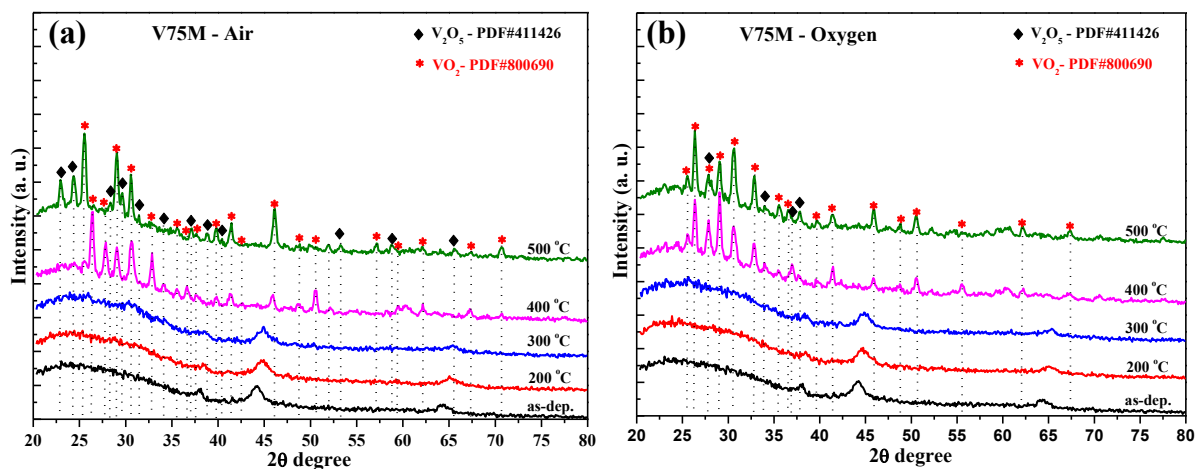 (a)
V75M - Air
◆ V₂O₅ - PDF#411426
* VO₂- PDF#800690
Intensity (a. u.)
500 °C
400 °C
300 °C
200 °C
as-dep.
20 25 30 35 40 45 50 55 60 65 70 75 80
2θ degree
(b)
V75M - Oxygen
◆ V₂O₅ - PDF#411426
* VO₂- PDF#800690
Intensity (a. u.)
500 °C
400 °C
300 °C
200 °C
as-dep.
20 25 30 35 40 45 50 55 60 65 70 75 80
2θ degree